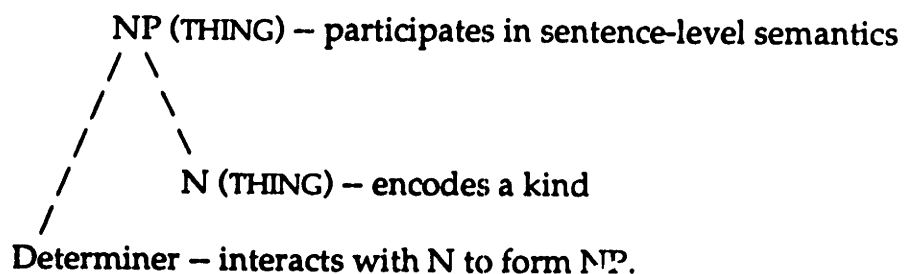 NP (THING) – participates in sentence-level semantics
N (THING) – encodes a kind
Determiner – interacts with N to form NP.